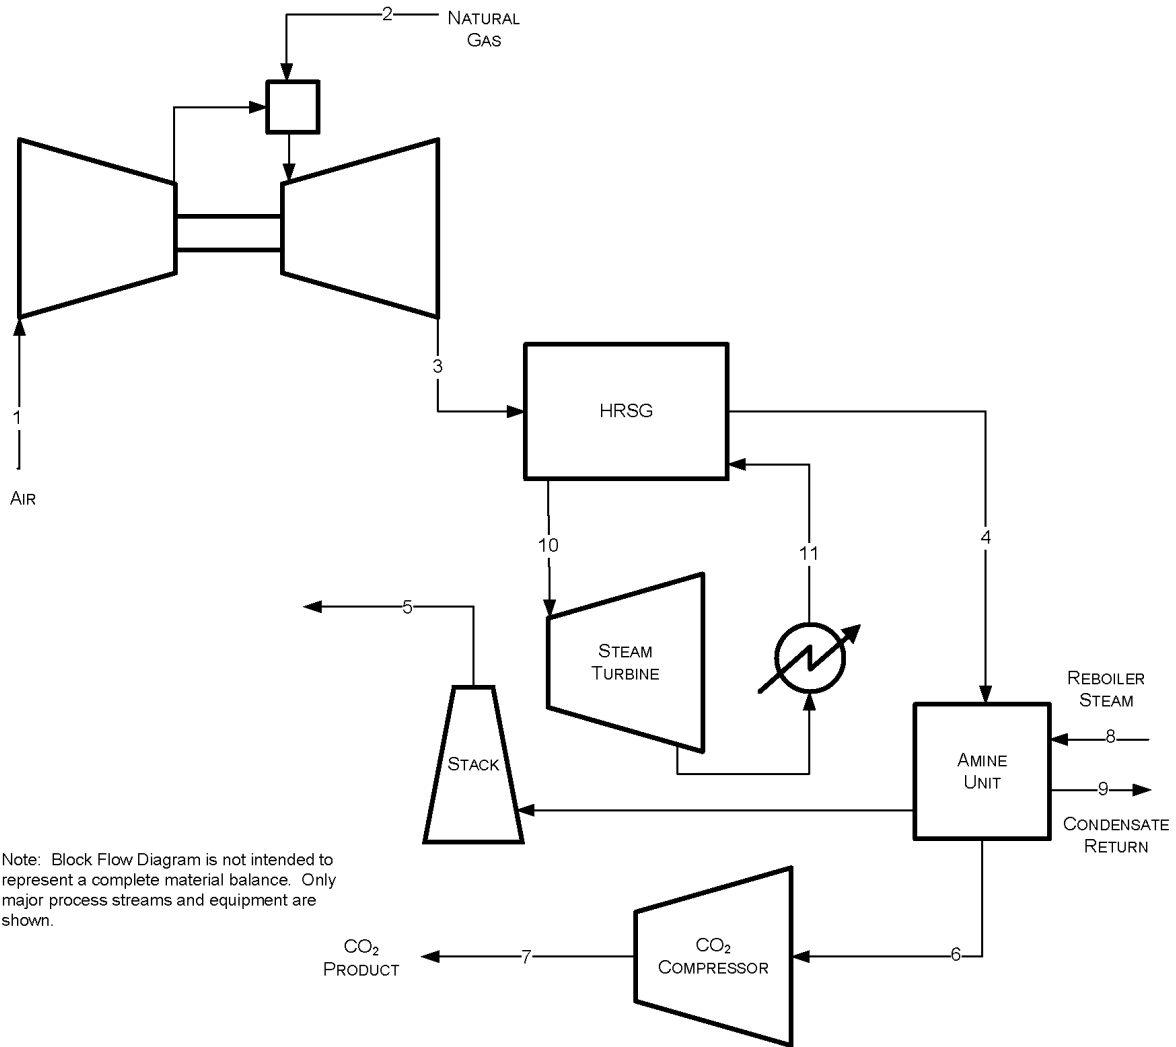 2
NATURAL
GAS
3
1
AIR
HRSG
10
11
4
5
STEAM
TURBINE
REBOILER
STEAM
8
AMINE
UNIT
9
STACK
CONDENSATE
RETURN
Note: Block Flow Diagram is not intended to
represent a complete material balance. Only
major process streams and equipment are
shown.
CO₂
PRODUCT
7
CO₂
COMPRESSOR
6